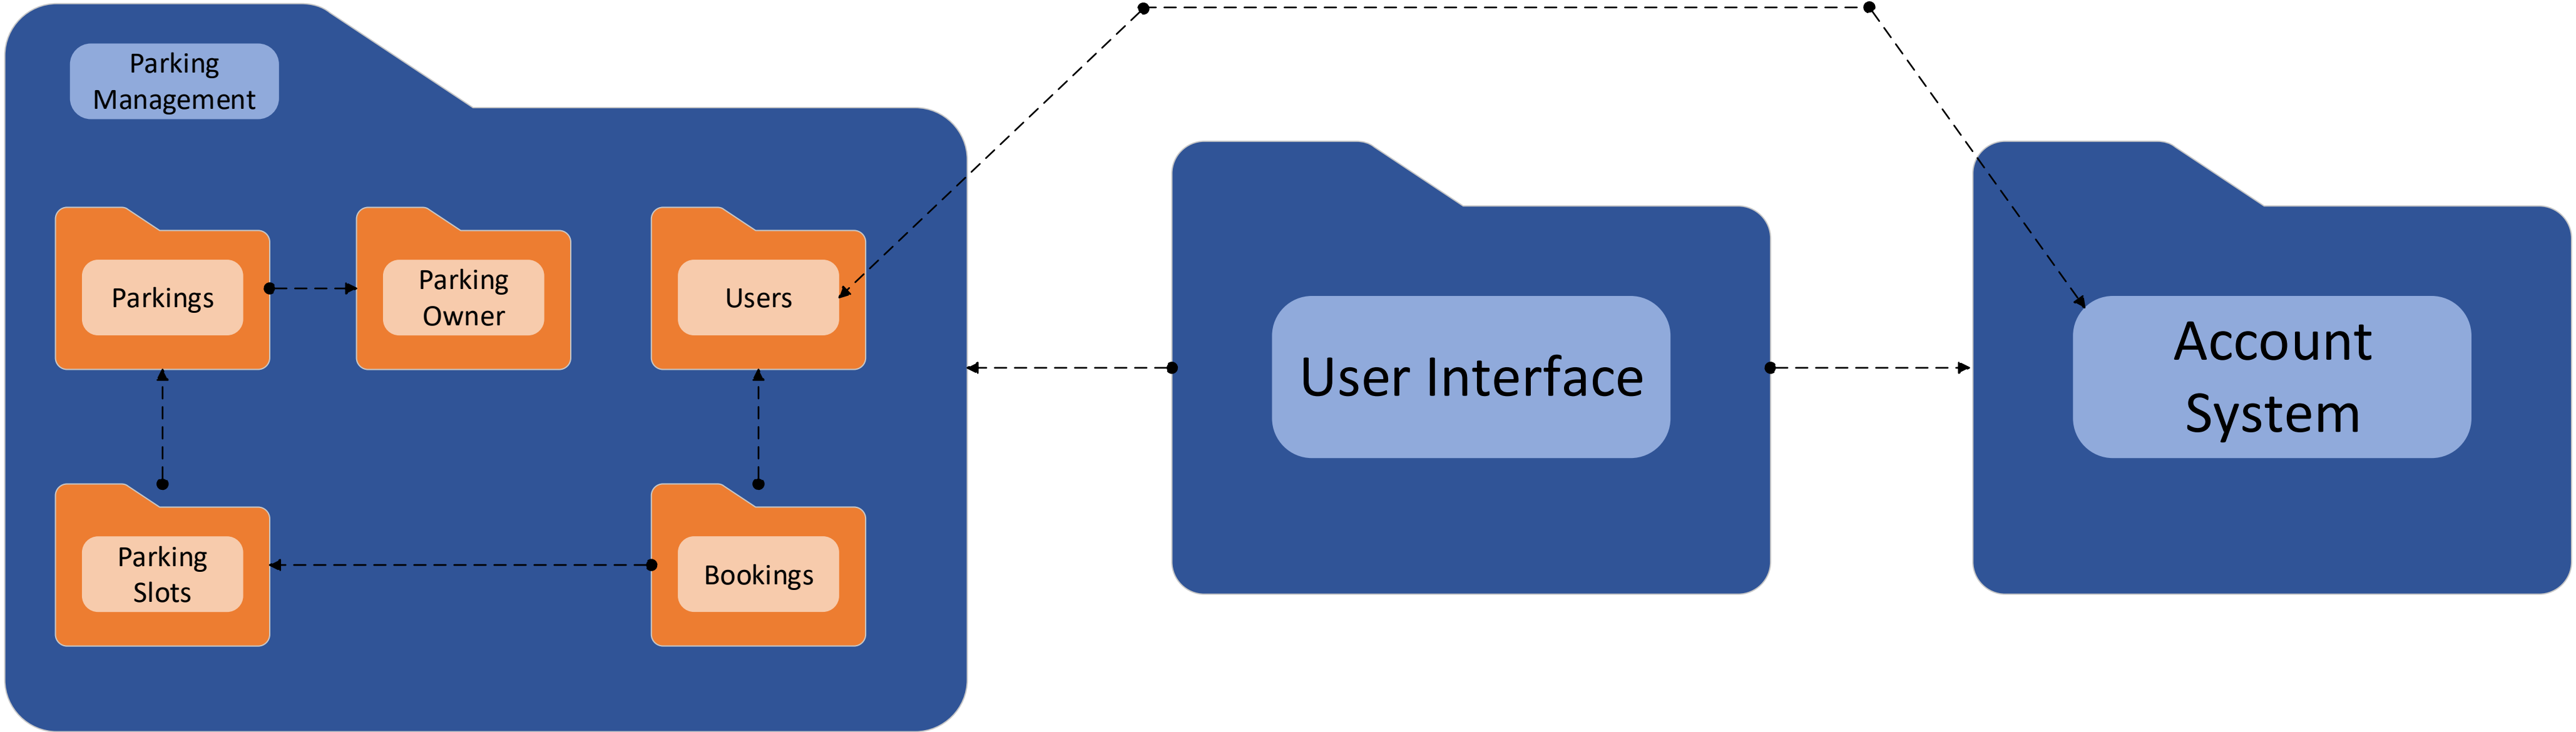 Parking
Management
Parkings
Parking
Owner
Users
Parking
Slots
Bookings
User Interface
Account
System